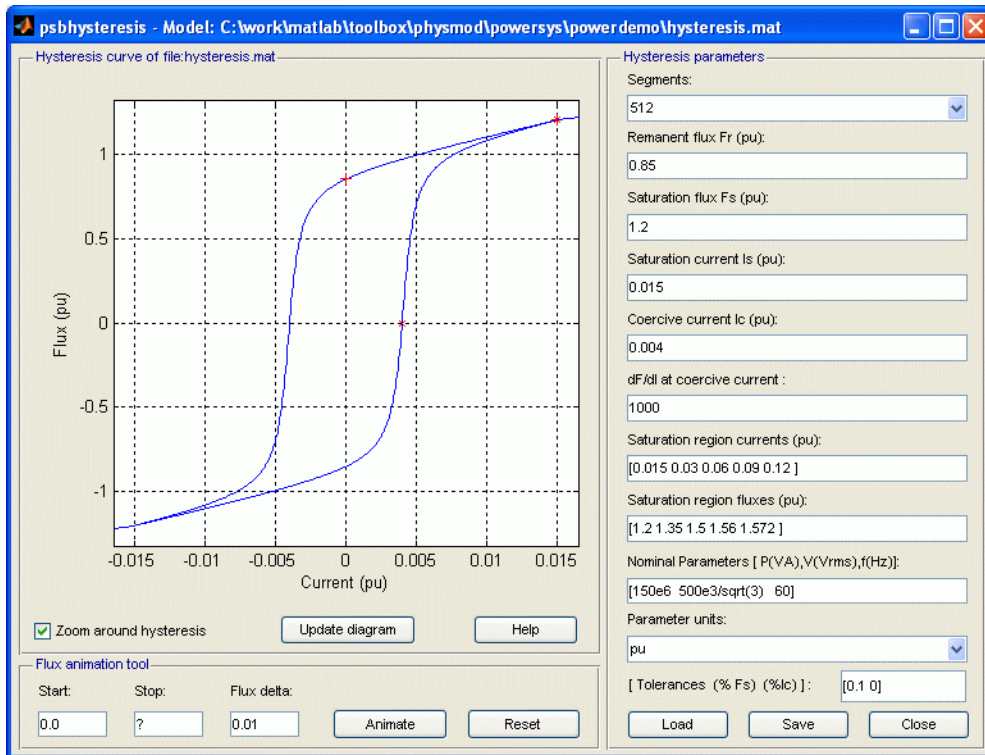 psbhysteresis - Model: C:\work\matlab\toolbox\physmod\powersys\powerdemo\hysteresis.mat
Hysteresis curve of file:hysteresis.mat
1
0.5
0
-0.5
-1
Flux (pu)
-0.015
-0.01
-0.005
0
0.005
0.01
0.015
Current (pu)
Zoom around hysteresis
Update diagram
Help
Flux animation tool
Start:
Stop:
Flux delta:
0.0
?
0.01
Animate
Reset
Hysteresis parameters
Segments:
512
Remanent flux Fr (pu):
0.85
Saturation flux Fs (pu):
1.2
Saturation current Is (pu):
0.015
Coercive current Ic (pu):
0.004
dF/dI at coercive current :
1000
Saturation region currents (pu):
[0.015 0.03 0.06 0.09 0.12 ]
Saturation region fluxes (pu):
[1.2 1.35 1.5 1.56 1.572 ]
Nominal Parameters [ P(VA),V(Vrms),f(Hz)]:
[150e6 500e3/sqrt(3) 60]
Parameter units:
pu
[ Tolerances (% Fs) (%Ic) ] :
[0.1 0]
Load
Save
Close